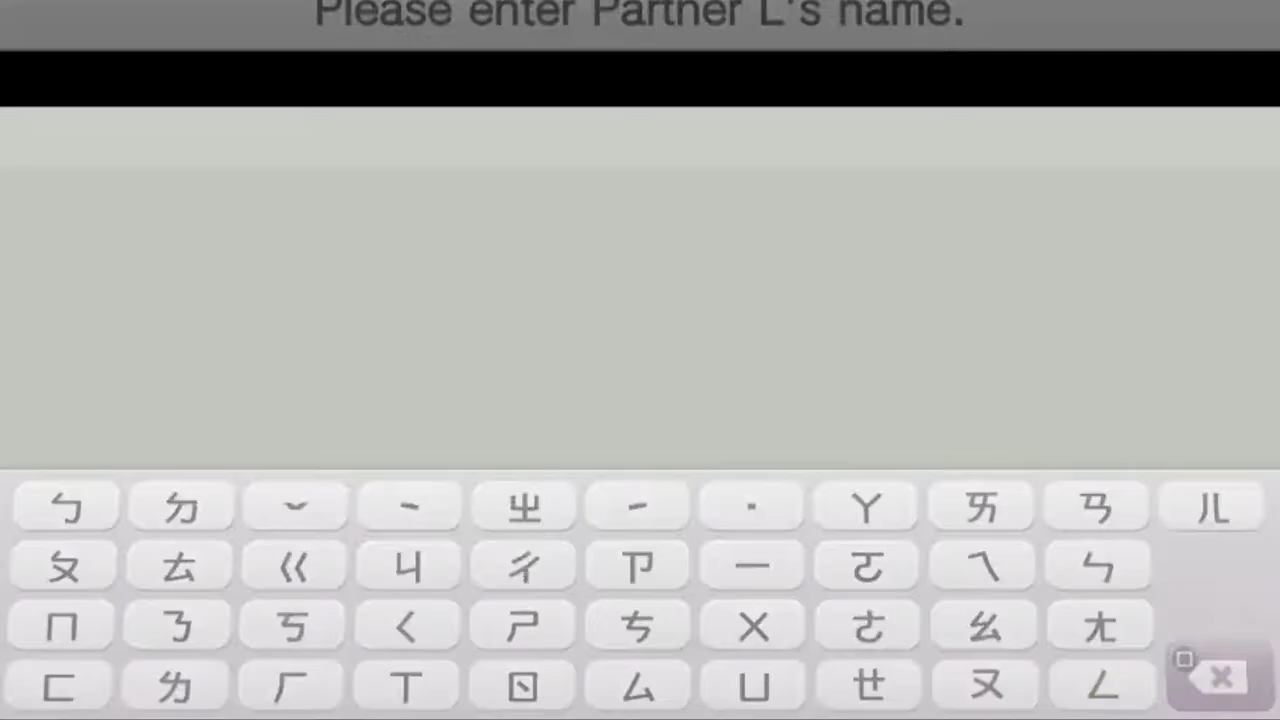 Please enter Partner L's name.
ㄅ ㄉ ˇ ˋ ㄓ ˊ ˙ ㄚ ㄞ ㄢ ㄦ
ㄆ ㄊ ㄍ ㄐ ㄔ ㄗ ㄧ ㄛ ㄟ ㄣ
ㄇ ㄋ ㄎ ㄑ ㄕ ㄘ ㄨ ㄜ ㄠ ㄤ
ㄈ ㄌ ㄏ ㄒ ㄖ ㄙ ㄩ ㄝ ㄡ ㄥ